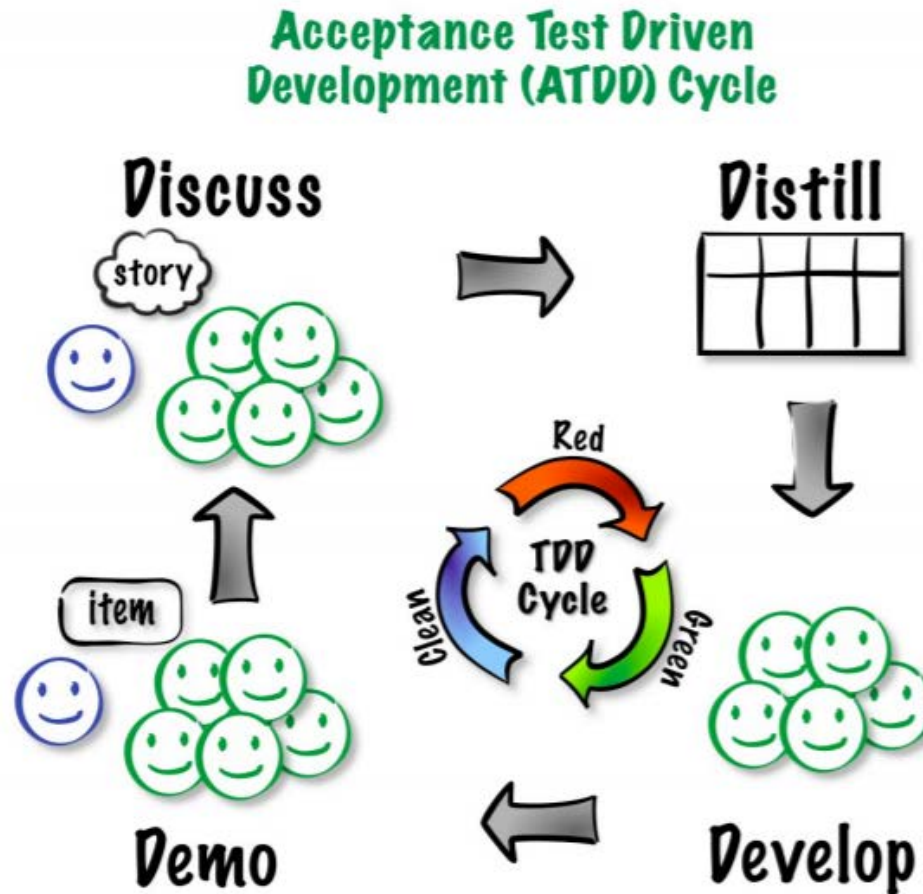 Acceptance Test Driven
Development (ATDD) Cycle
Discuss
Distill
story
Red
TDD
Cycle
Clean
Green
item
Demo
Develop